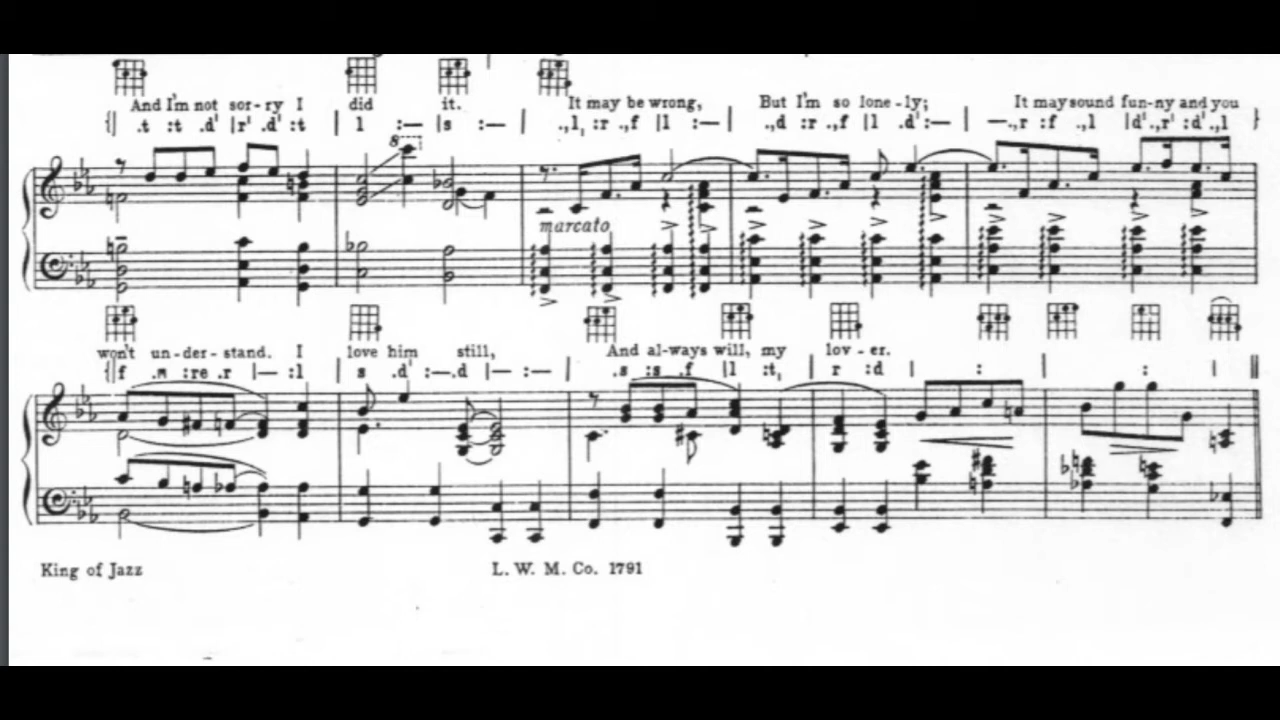 And I'm not sor-ry I did it. It may be wrong, But I'm so lone-ly; It may sound fun-ny and you
{| .t :t .d' |r' .d' :t | l :— |s :— | .,l, :r .,f |l :— | .,d :r .,f |l .d' :— | —.,r :f .,l |d'.,r' :d'.,l }
8
marcato
won't un-der-stand. I love him still, And al-ways will, my lov-er.
{| f .m :re .r |— :l | s .d' :—.d |— :— | .s :s .f |l :t, | r :d | : | : | ||
King of Jazz L. W. M. Co. 1791